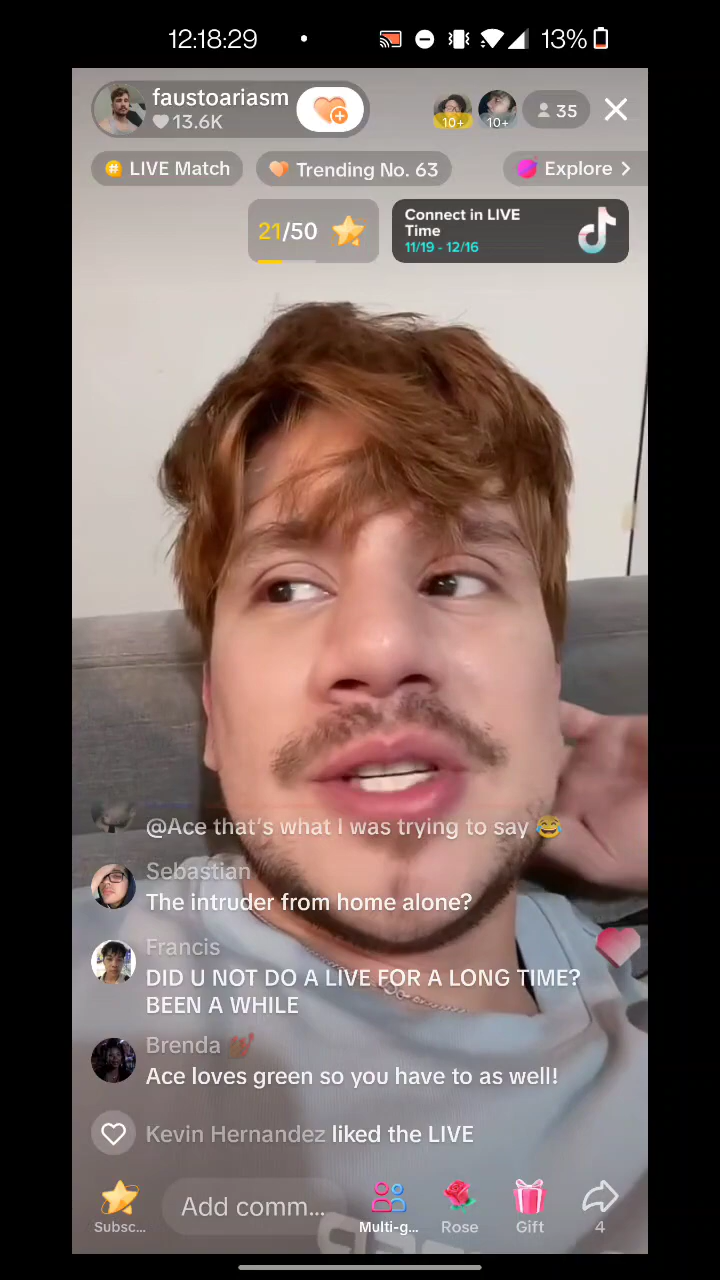 12:18:29
13%
faustoariasm
13.6K
10+
10+
35
LIVE Match
Trending No. 63
Explore
21/50
Connect in LIVE
Time
11/19 - 12/16
@Ace that's what I was trying to say 😂
Sebastian
The intruder from home alone?
Francis
DID U NOT DO A LIVE FOR A LONG TIME?
BEEN A WHILE
Brenda 💅🏾
Ace loves green so you have to as well!
Kevin Hernandez liked the LIVE
Add comm...
Subsc...
Multi-g...
Rose
Gift
4